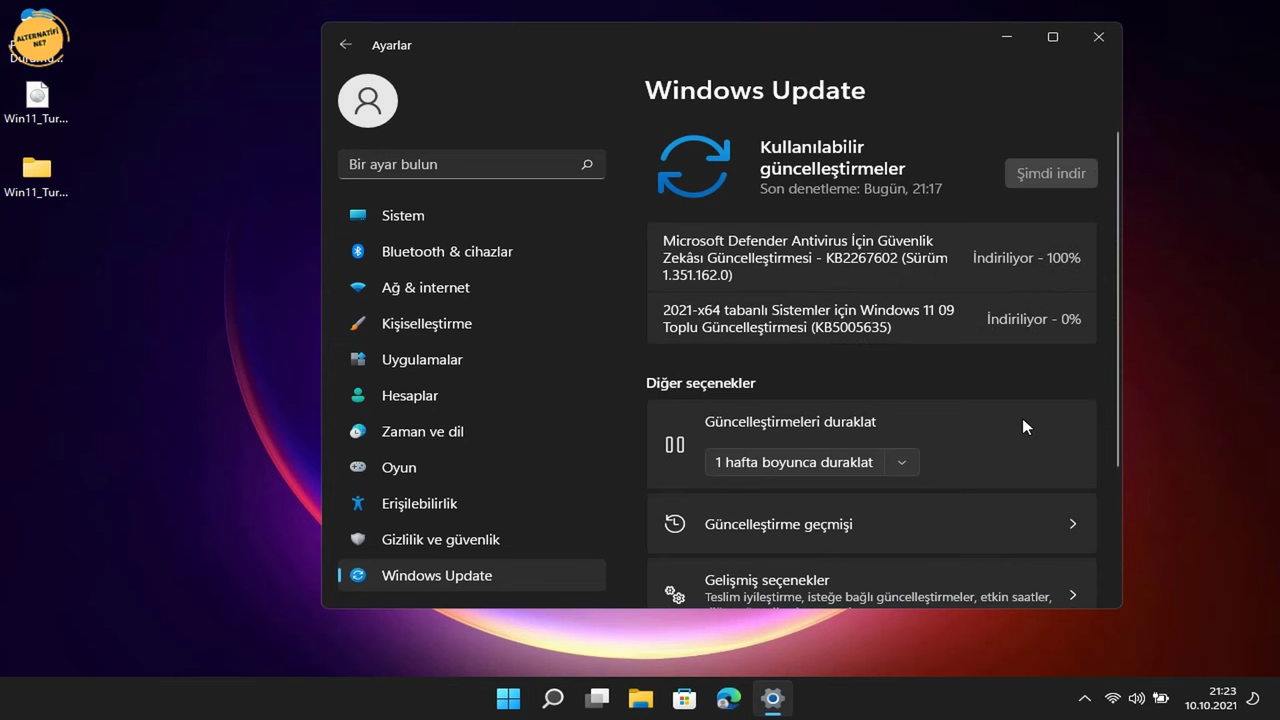 ALTERNATİFİ
NE?
Win11_Tur...
Win11_Tur...
Ayarlar
Bir ayar bulun
Sistem
Bluetooth & cihazlar
Ağ & internet
Kişiselleştirme
Uygulamalar
Hesaplar
Zaman ve dil
Oyun
Erişilebilirlik
Gizlilik ve güvenlik
Windows Update
Windows Update
Kullanılabilir
güncelleştirmeler
Son denetleme: Bugün, 21:17
Şimdi indir
Microsoft Defender Antivirus İçin Güvenlik
Zekâsı Güncelleştirmesi - KB2267602 (Sürüm
1.351.162.0)
İndiriliyor - 100%
2021-x64 tabanlı Sistemler için Windows 11 09
Toplu Güncelleştirmesi (KB5005635)
İndiriliyor - 0%
Diğer seçenekler
Güncelleştirmeleri duraklat
1 hafta boyunca duraklat
Güncelleştirme geçmişi
Gelişmiş seçenekler
Teslim iyileştirme, isteğe bağlı güncelleştirmeler, etkin saatler,
21:23
10.10.2021